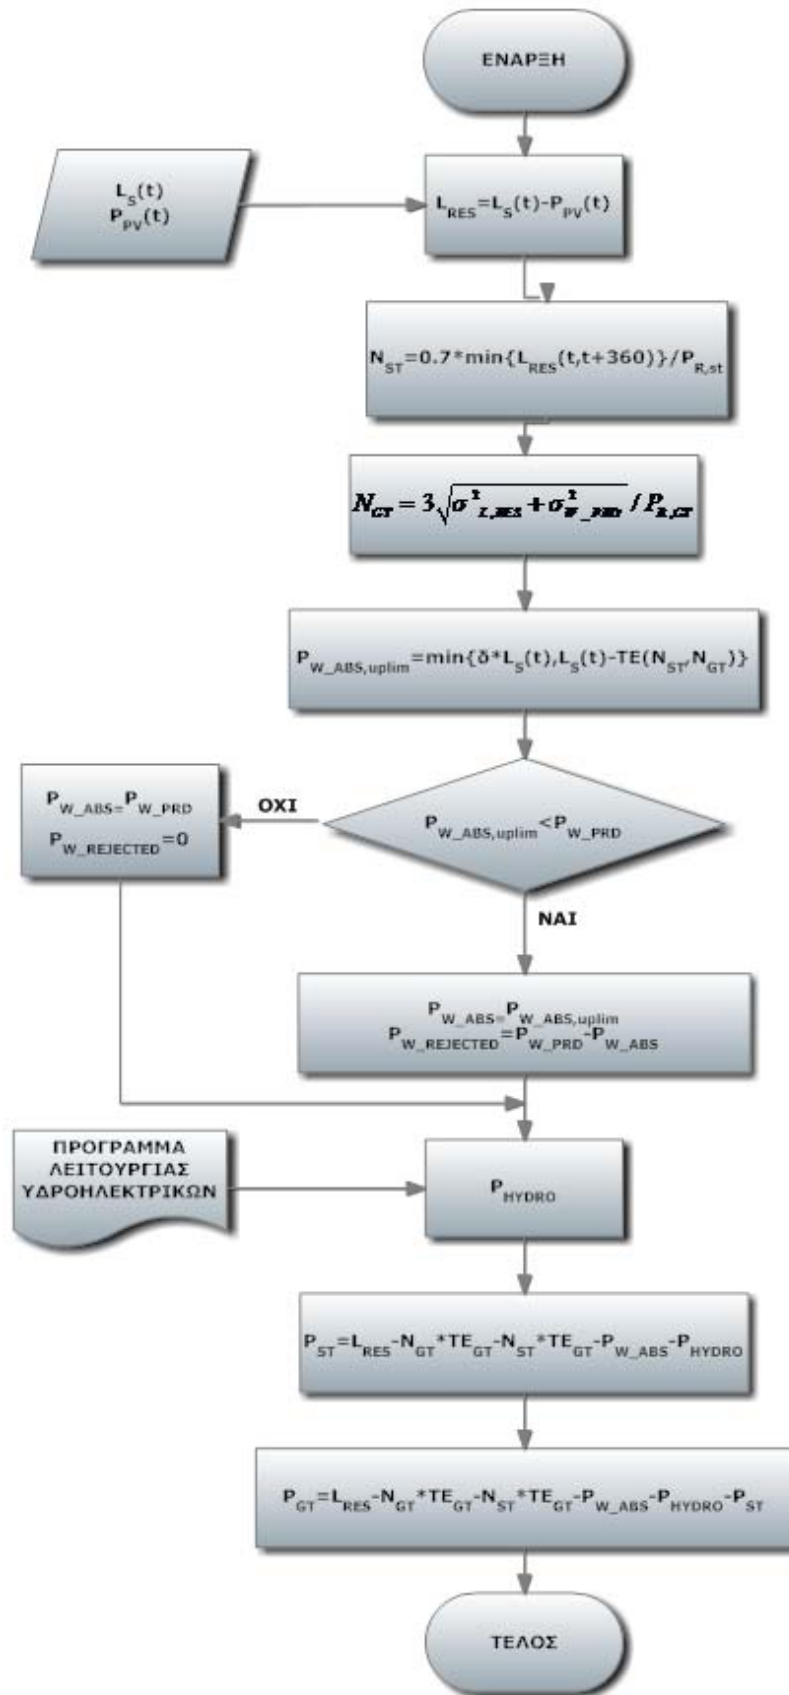 ΕΝΑΡΞΗ
L_S(t)
P_PV(t)
L_RES=L_S(t)-P_PV(t)
N_ST=0.7*min{L_RES(t,t+360)}/P_R,st
N_GT = 3√(σ²_L,RES + σ²_W_PRD) / P_R,GT
P_W_ABS,uplim=min{δ*L_S(t),L_S(t)-TE(N_ST,N_GT)}
P_W_ABS,uplim<P_W_PRD
ΟΧΙ
P_W_ABS=P_W_PRD
P_W_REJECTED=0
ΝΑΙ
P_W_ABS=P_W_ABS,uplim
P_W_REJECTED=P_W_PRD-P_W_ABS
ΠΡΟΓΡΑΜΜΑ
ΛΕΙΤΟΥΡΓΙΑΣ
ΥΔΡΟΗΛΕΚΤΡΙΚΩΝ
P_HYDRO
P_ST=L_RES-N_GT*TE_GT-N_ST*TE_GT-P_W_ABS-P_HYDRO
P_GT=L_RES-N_GT*TE_GT-N_ST*TE_GT-P_W_ABS-P_HYDRO-P_ST
ΤΕΛΟΣ